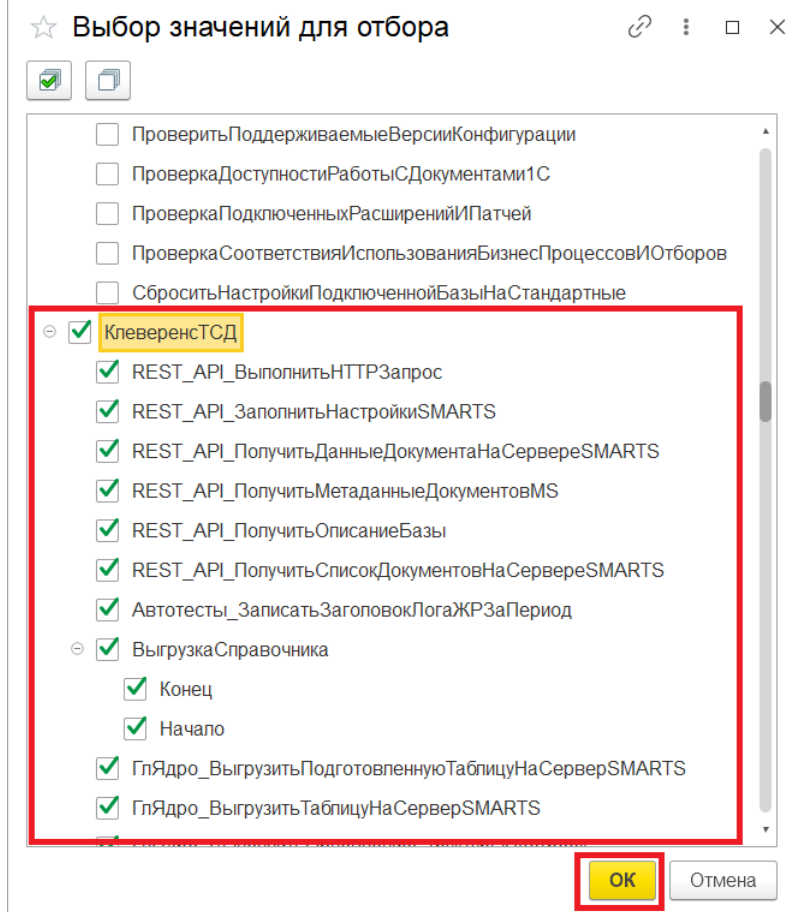 Выбор значений для отбора
ПроверитьПоддерживаемыеВерсииКонфигурации
ПроверкаДоступностиРаботыСДокументами1С
ПроверкаПодключенныхРасширенийИПатчей
ПроверкаСоответствияИспользованияБизнесПроцессовИОтборов
СброситьНастройкиПодключеннойБазыНаСтандартные
КлеверенсТСД
REST_API_ВыполнитьHTTPЗапрос
REST_API_ЗаполнитьНастройкиSMARTS
REST_API_ПолучитьДанныеДокументаНаСервереSMARTS
REST_API_ПолучитьМетаданныеДокументовMS
REST_API_ПолучитьОписаниеБазы
REST_API_ПолучитьСписокДокументовНаСервереSMARTS
Автотесты_ЗаписатьЗаголовокЛогаЖРЗаПериод
ВыгрузкаСправочника
Конец
Начало
ГлЯдро_ВыгрузитьПодготовленнуюТаблицуНаСерверSMARTS
ГлЯдро_ВыгрузитьТаблицуНаСерверSMARTS
ОК Отмена